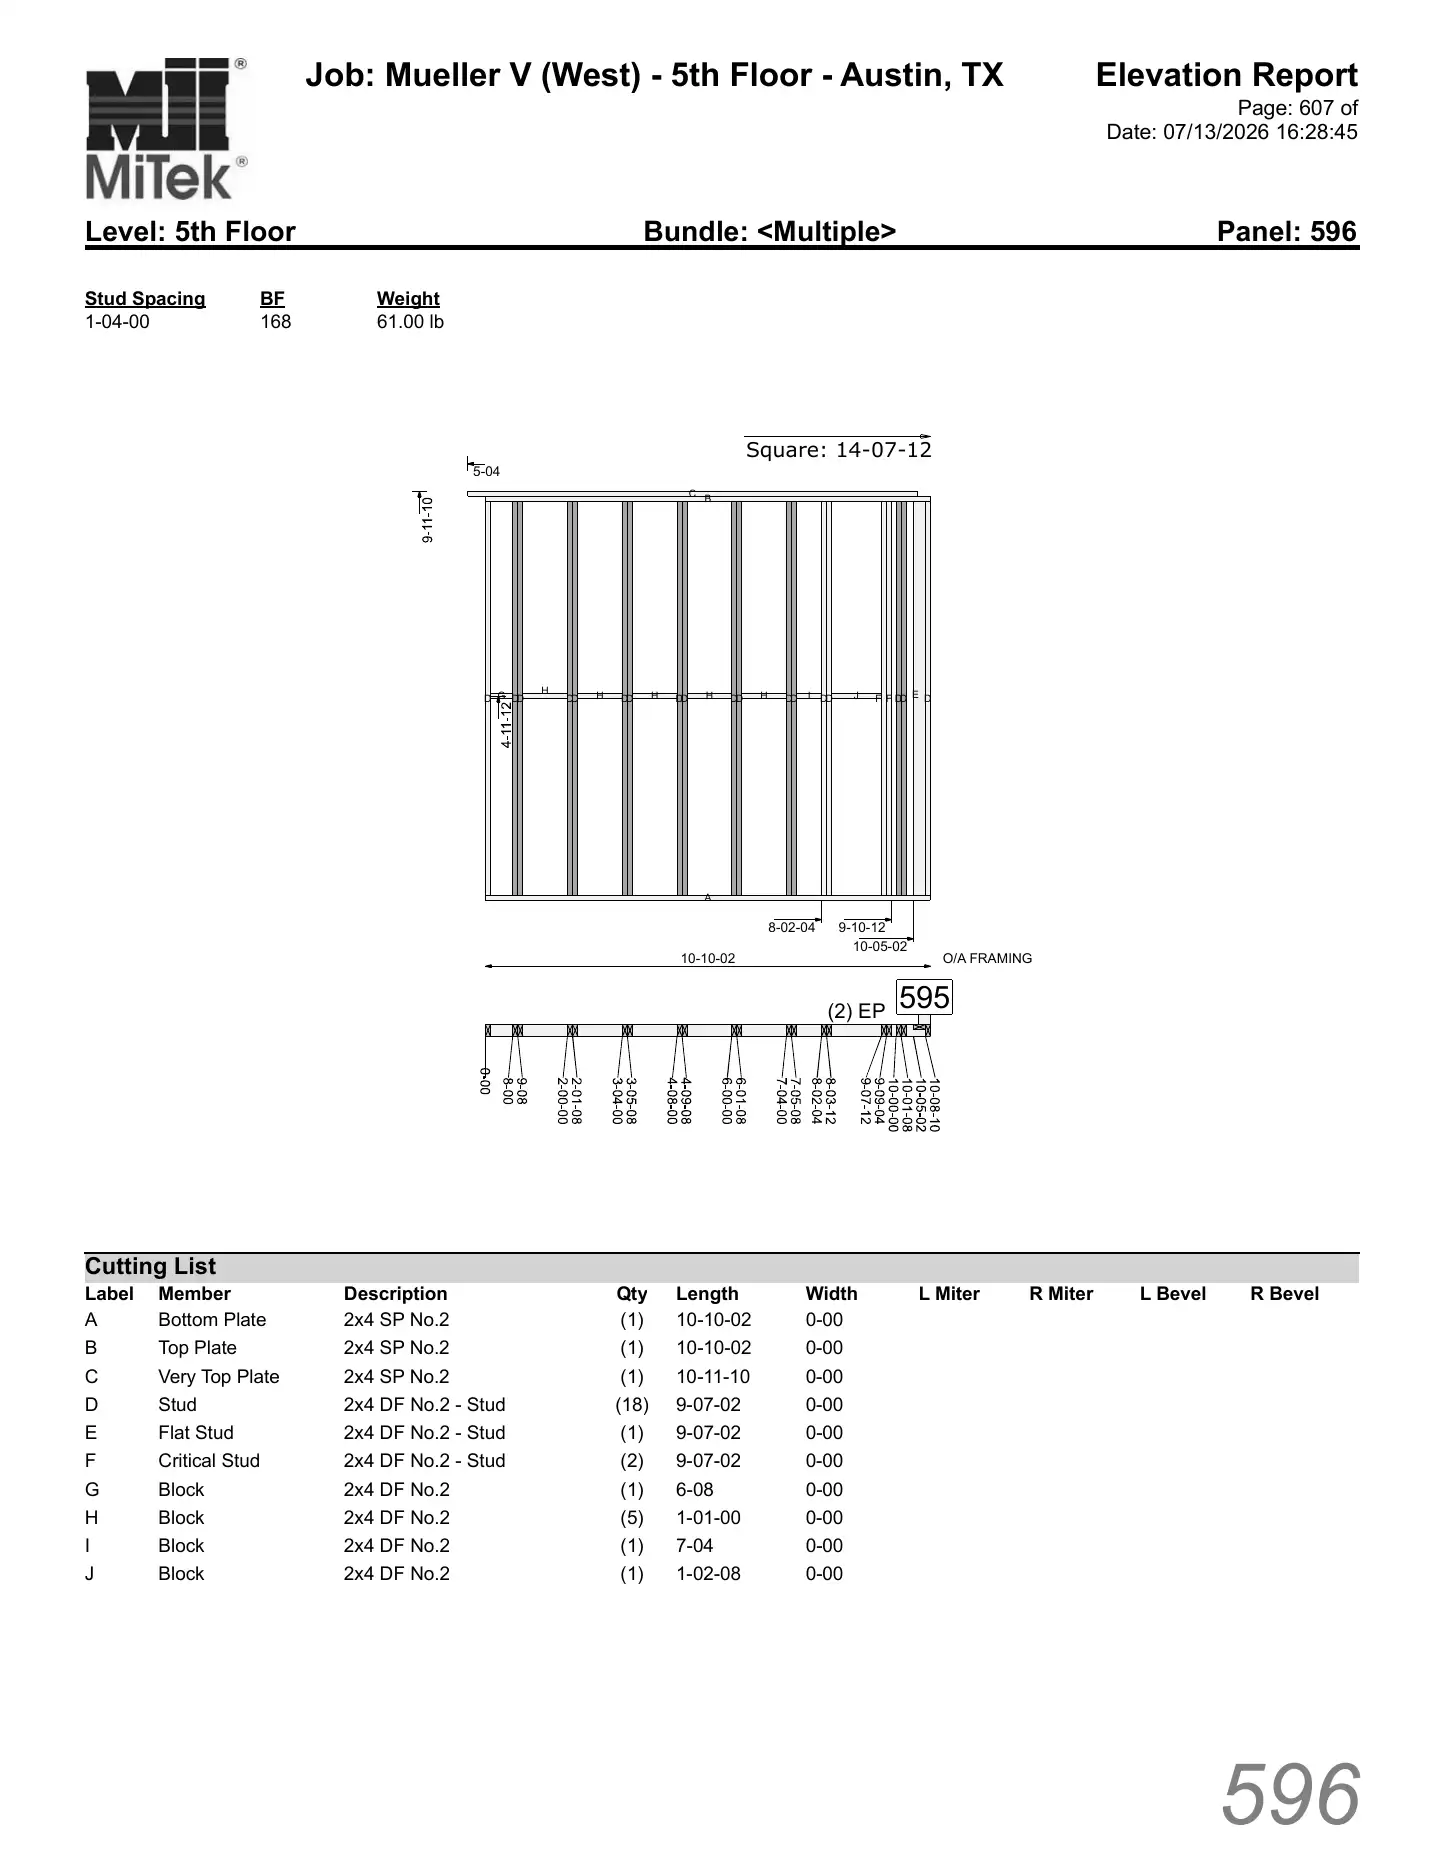 MiTek®
Job: Mueller V (West) - 5th Floor - Austin, TX
Elevation Report
Page: 607 of
Date: 07/13/2026 16:28:45
Level: 5th Floor Bundle: <Multiple> Panel: 596
Stud Spacing BF Weight
1-04-00 168 61.00 lb
Square: 14-07-12
5-04
9-11-10
C
B
G H H H H H I J F F D D E D
4-11-12
A
8-02-04 9-10-12
10-05-02
10-10-02 O/A FRAMING
(2) EP 595
0-00
8-00
9-08
2-00-00
2-01-08
3-04-00
3-05-08
4-08-00
4-09-08
6-00-00
6-01-08
7-04-00
7-05-08
8-02-04
8-03-12
9-07-12
9-09-04
10-00-00
10-01-08
10-05-02
10-08-10
Cutting List
Label Member Description Qty Length Width L Miter R Miter L Bevel R Bevel
A Bottom Plate 2x4 SP No.2 (1) 10-10-02 0-00
B Top Plate 2x4 SP No.2 (1) 10-10-02 0-00
C Very Top Plate 2x4 SP No.2 (1) 10-11-10 0-00
D Stud 2x4 DF No.2 - Stud (18) 9-07-02 0-00
E Flat Stud 2x4 DF No.2 - Stud (1) 9-07-02 0-00
F Critical Stud 2x4 DF No.2 - Stud (2) 9-07-02 0-00
G Block 2x4 DF No.2 (1) 6-08 0-00
H Block 2x4 DF No.2 (5) 1-01-00 0-00
I Block 2x4 DF No.2 (1) 7-04 0-00
J Block 2x4 DF No.2 (1) 1-02-08 0-00
596